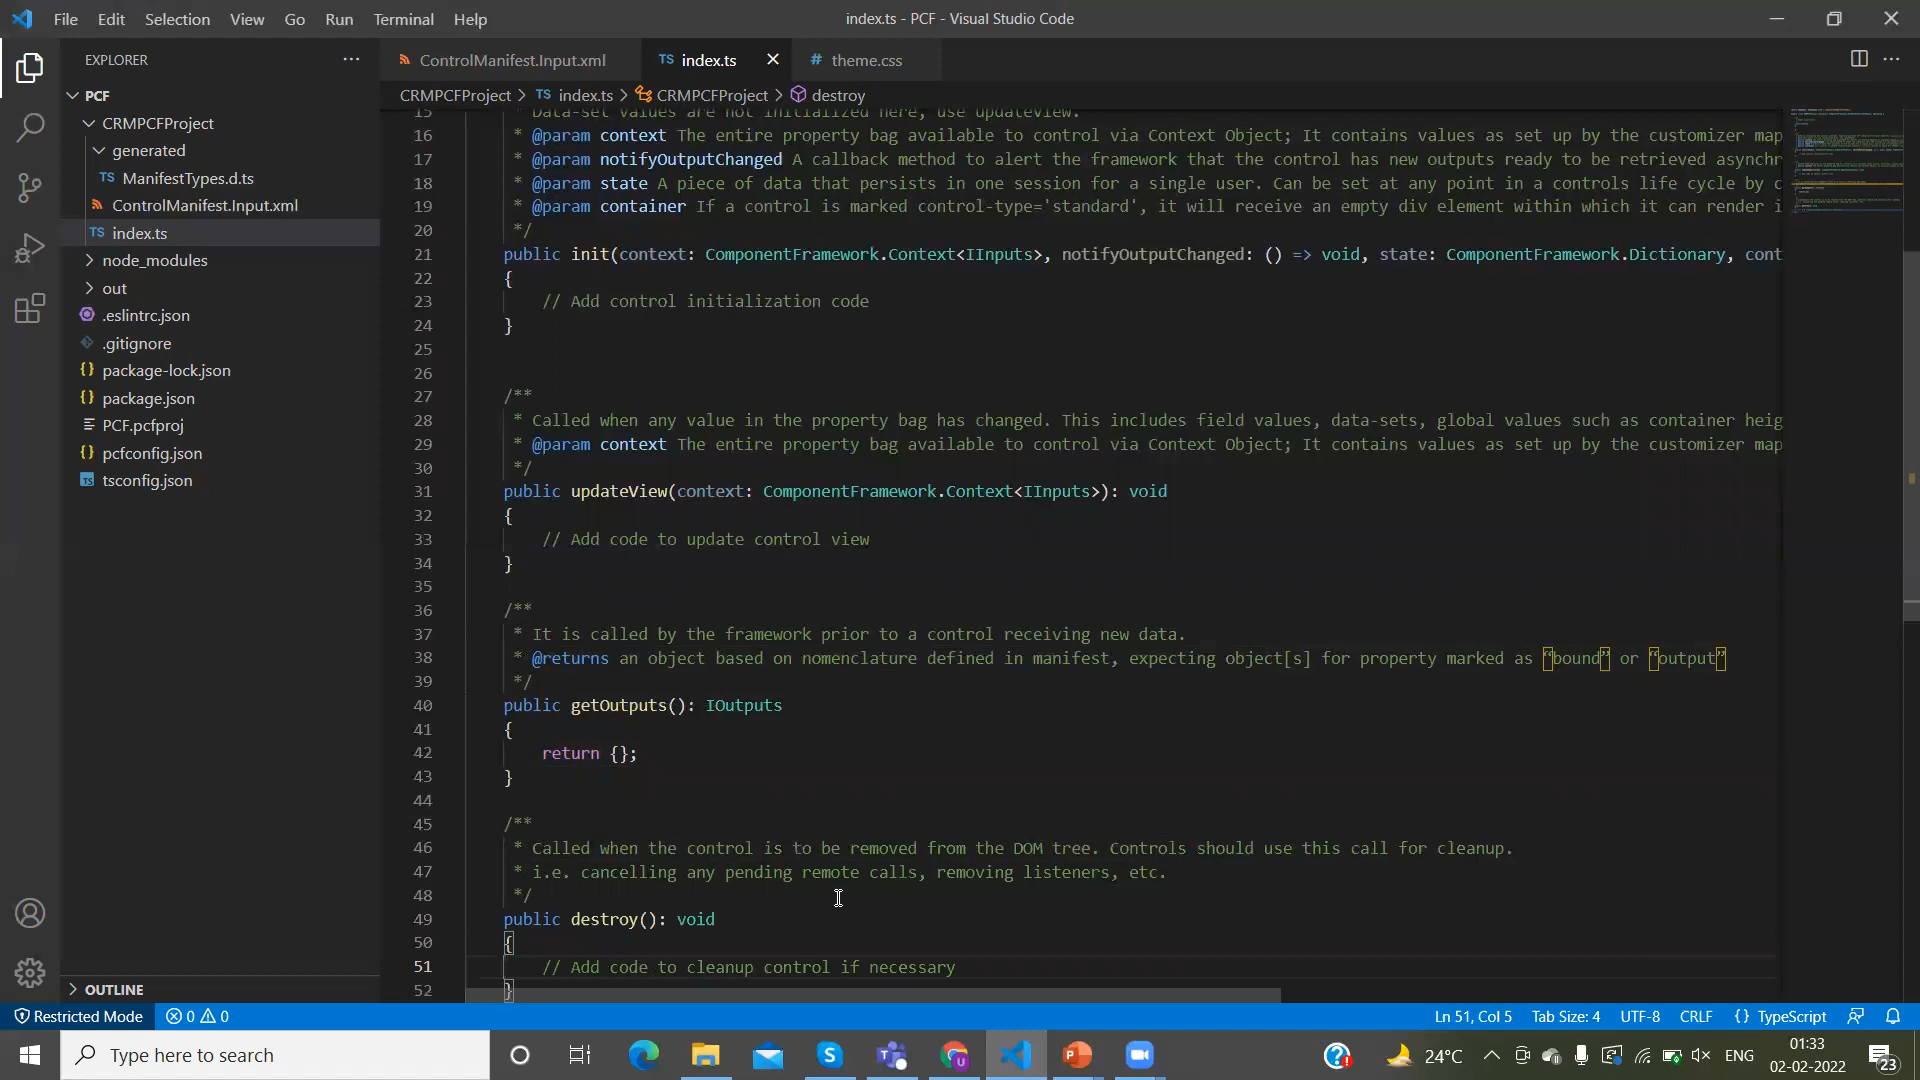 File Edit Selection View Go Run Terminal Help
index.ts - PCF - Visual Studio Code
EXPLORER
PCF
CRMPCFProject
generated
TS ManifestTypes.d.ts
ControlManifest.Input.xml
TS index.ts
node_modules
out
.eslintrc.json
.gitignore
{} package-lock.json
{} package.json
PCF.pcfproj
{} pcfconfig.json
TS tsconfig.json
OUTLINE
ControlManifest.Input.xml
TS index.ts
# theme.css
CRMPCFProject > TS index.ts > CRMPCFProject > destroy
15 * Data-set values are not initialized here, use updateView.
16 * @param context The entire property bag available to control via Context Object; It contains values as set up by the customizer map
17 * @param notifyOutputChanged A callback method to alert the framework that the control has new outputs ready to be retrieved asynchr
18 * @param state A piece of data that persists in one session for a single user. Can be set at any point in a controls life cycle by c
19 * @param container If a control is marked control-type='standard', it will receive an empty div element within which it can render i
20 */
21 public init(context: ComponentFramework.Context<IInputs>, notifyOutputChanged: () => void, state: ComponentFramework.Dictionary, cont
22 {
23 // Add control initialization code
24 }
25
26
27 /**
28 * Called when any value in the property bag has changed. This includes field values, data-sets, global values such as container heig
29 * @param context The entire property bag available to control via Context Object; It contains values as set up by the customizer map
30 */
31 public updateView(context: ComponentFramework.Context<IInputs>): void
32 {
33 // Add code to update control view
34 }
35
36 /**
37 * It is called by the framework prior to a control receiving new data.
38 * @returns an object based on nomenclature defined in manifest, expecting object[s] for property marked as “bound” or “output”
39 */
40 public getOutputs(): IOutputs
41 {
42 return {};
43 }
44
45 /**
46 * Called when the control is to be removed from the DOM tree. Controls should use this call for cleanup.
47 * i.e. cancelling any pending remote calls, removing listeners, etc.
48 */
49 public destroy(): void
50 {
51 // Add code to cleanup control if necessary
52 }
Restricted Mode 0 0
Ln 51, Col 5 Tab Size: 4 UTF-8 CRLF {} TypeScript
Type here to search
24°C ENG
01:33
02-02-2022
23